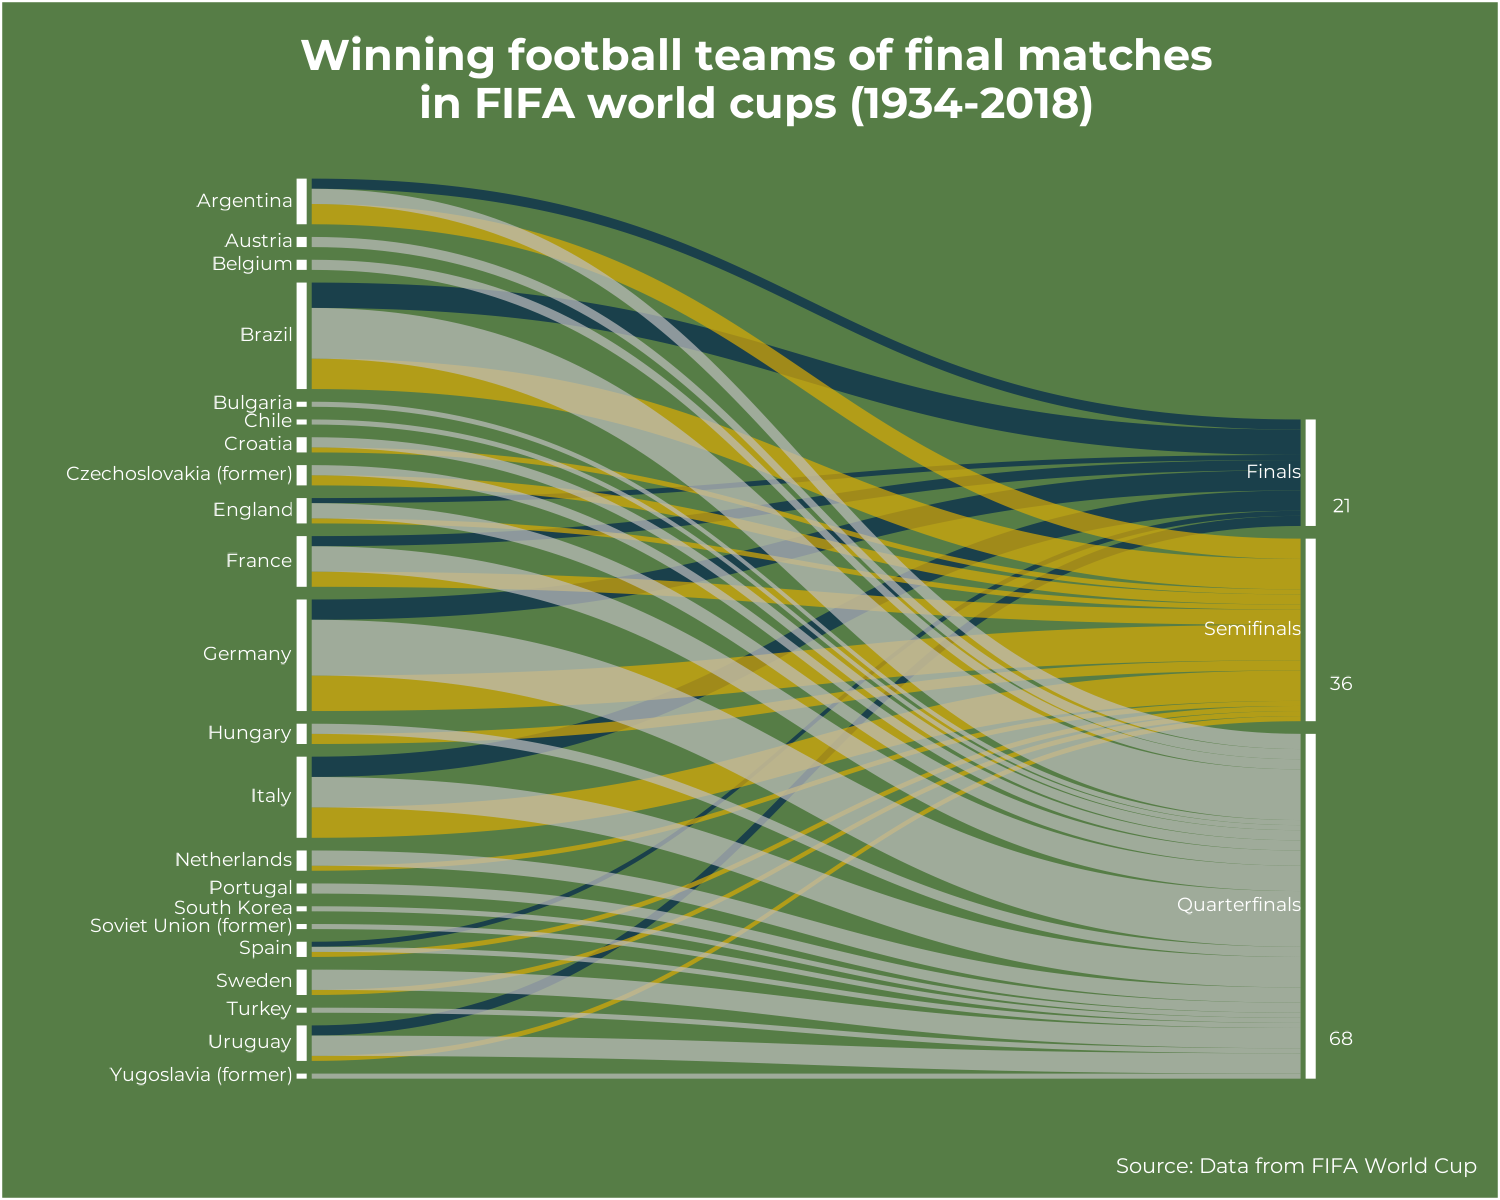 Winning football teams of final matches
in FIFA world cups (1934-2018)
Argentina
Austria
Belgium
Brazil
Bulgaria
Chile
Croatia
Czechoslovakia (former)
England
France
Germany
Hungary
Italy
Netherlands
Portugal
South Korea
Soviet Union (former)
Spain
Sweden
Turkey
Uruguay
Yugoslavia (former)
Finals
21
Semifinals
36
Quarterfinals
68
Source: Data from FIFA World Cup